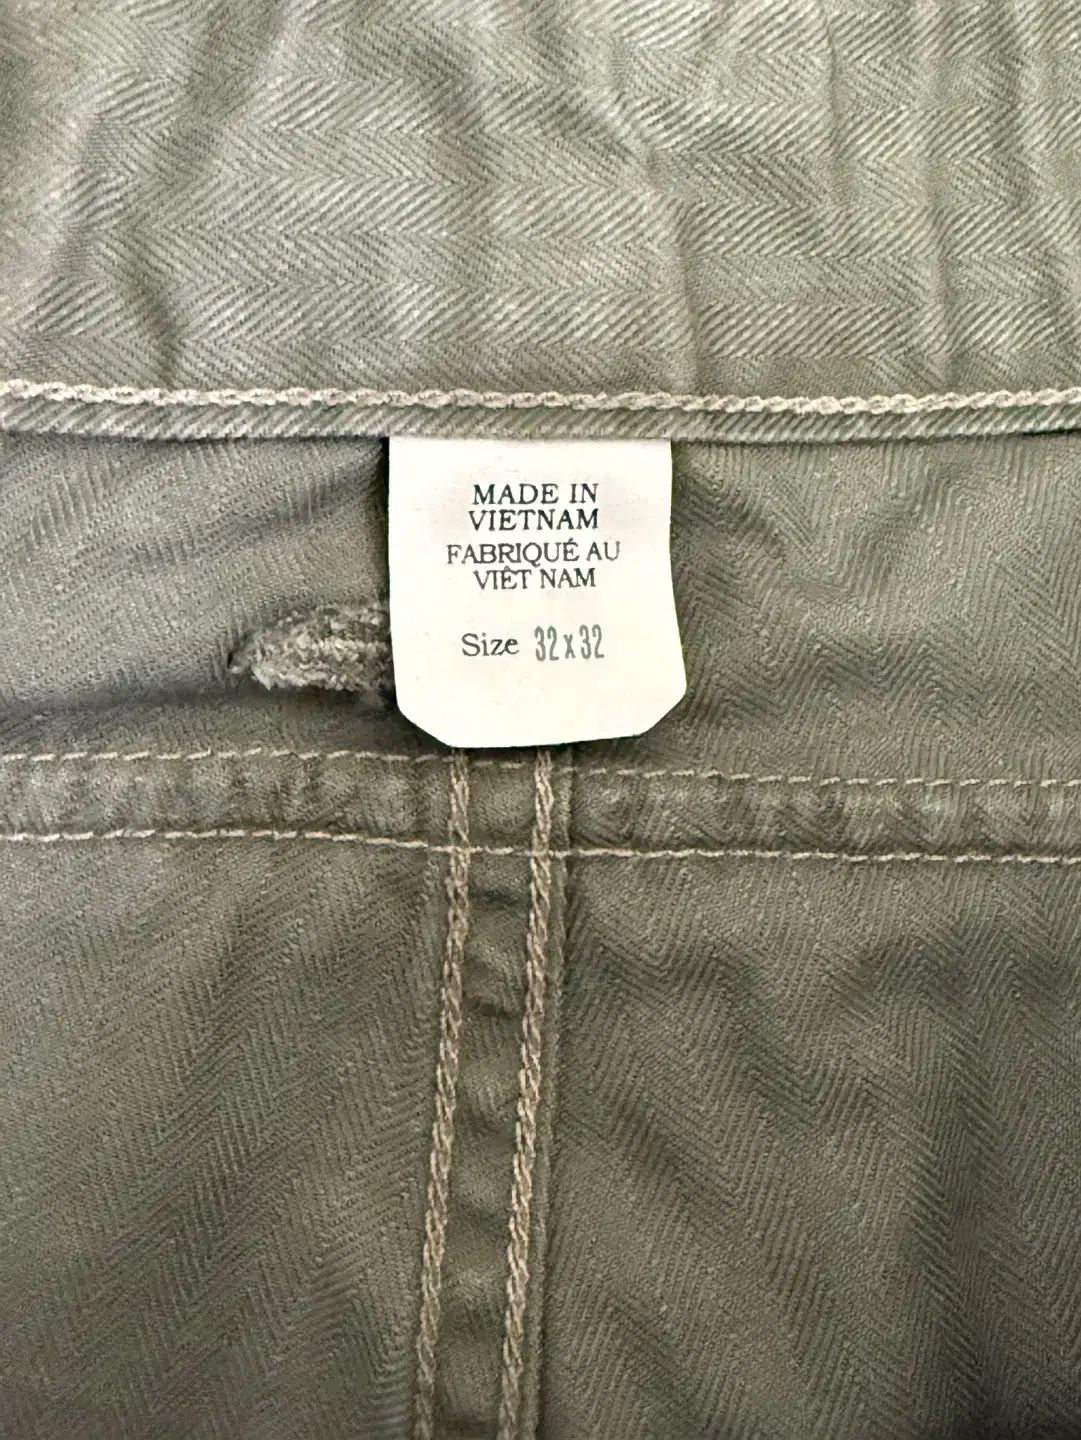 MADE IN
VIETNAM
FABRIQUÉ AU
VIÊT NAM
Size 32x32